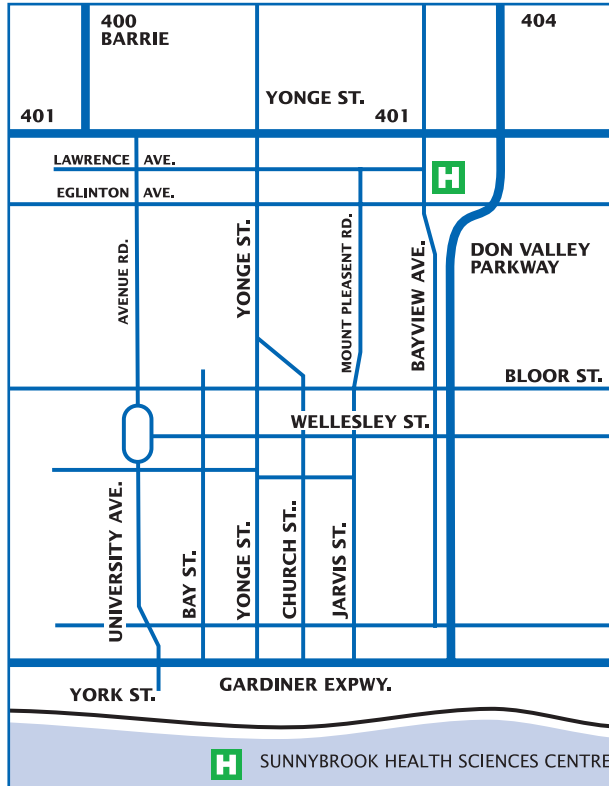 400
BARRIE
404
YONGE ST.
401
401
LAWRENCE AVE.
H
EGLINTON AVE.
AVENUE RD.
YONGE ST.
MOUNT PLEASENT RD.
BAYVIEW AVE.
DON VALLEY
PARKWAY
BLOOR ST.
WELLESLEY ST.
UNIVERSITY AVE.
BAY ST.
YONGE ST.
CHURCH ST..
JARVIS ST.
GARDINER EXPWY.
YORK ST.
H SUNNYBROOK HEALTH SCIENCES CENTRE